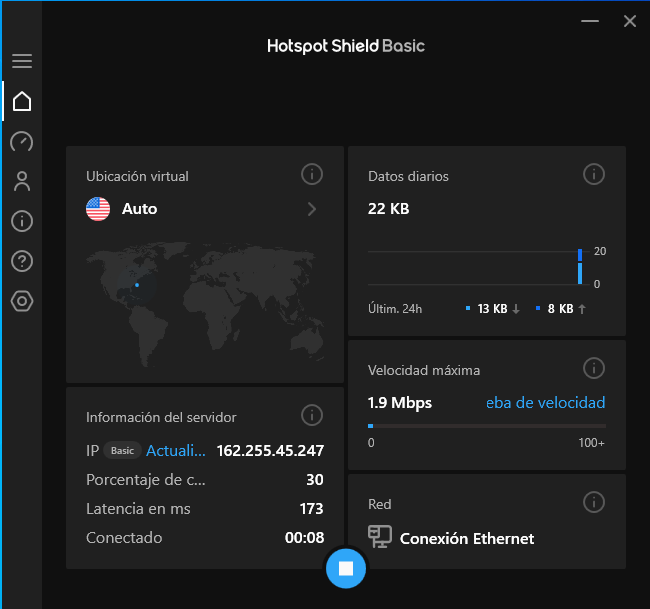 Hotspot Shield Basic
Ubicación virtual
Auto
Datos diarios
22 KB
20
0
Últim. 24h
13 KB
8 KB
Velocidad máxima
1.9 Mbps
eba de velocidad
0
100+
Información del servidor
IP Basic Actuali... 162.255.45.247
Porcentaje de c... 30
Latencia en ms 173
Conectado 00:08
Red
Conexión Ethernet